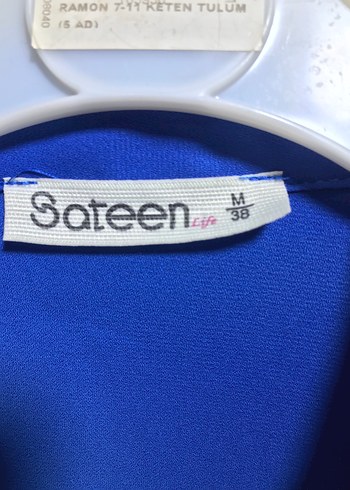 RAMON 7-11 KETEN TULUM
(5 AD)
Sateen Life
M
38